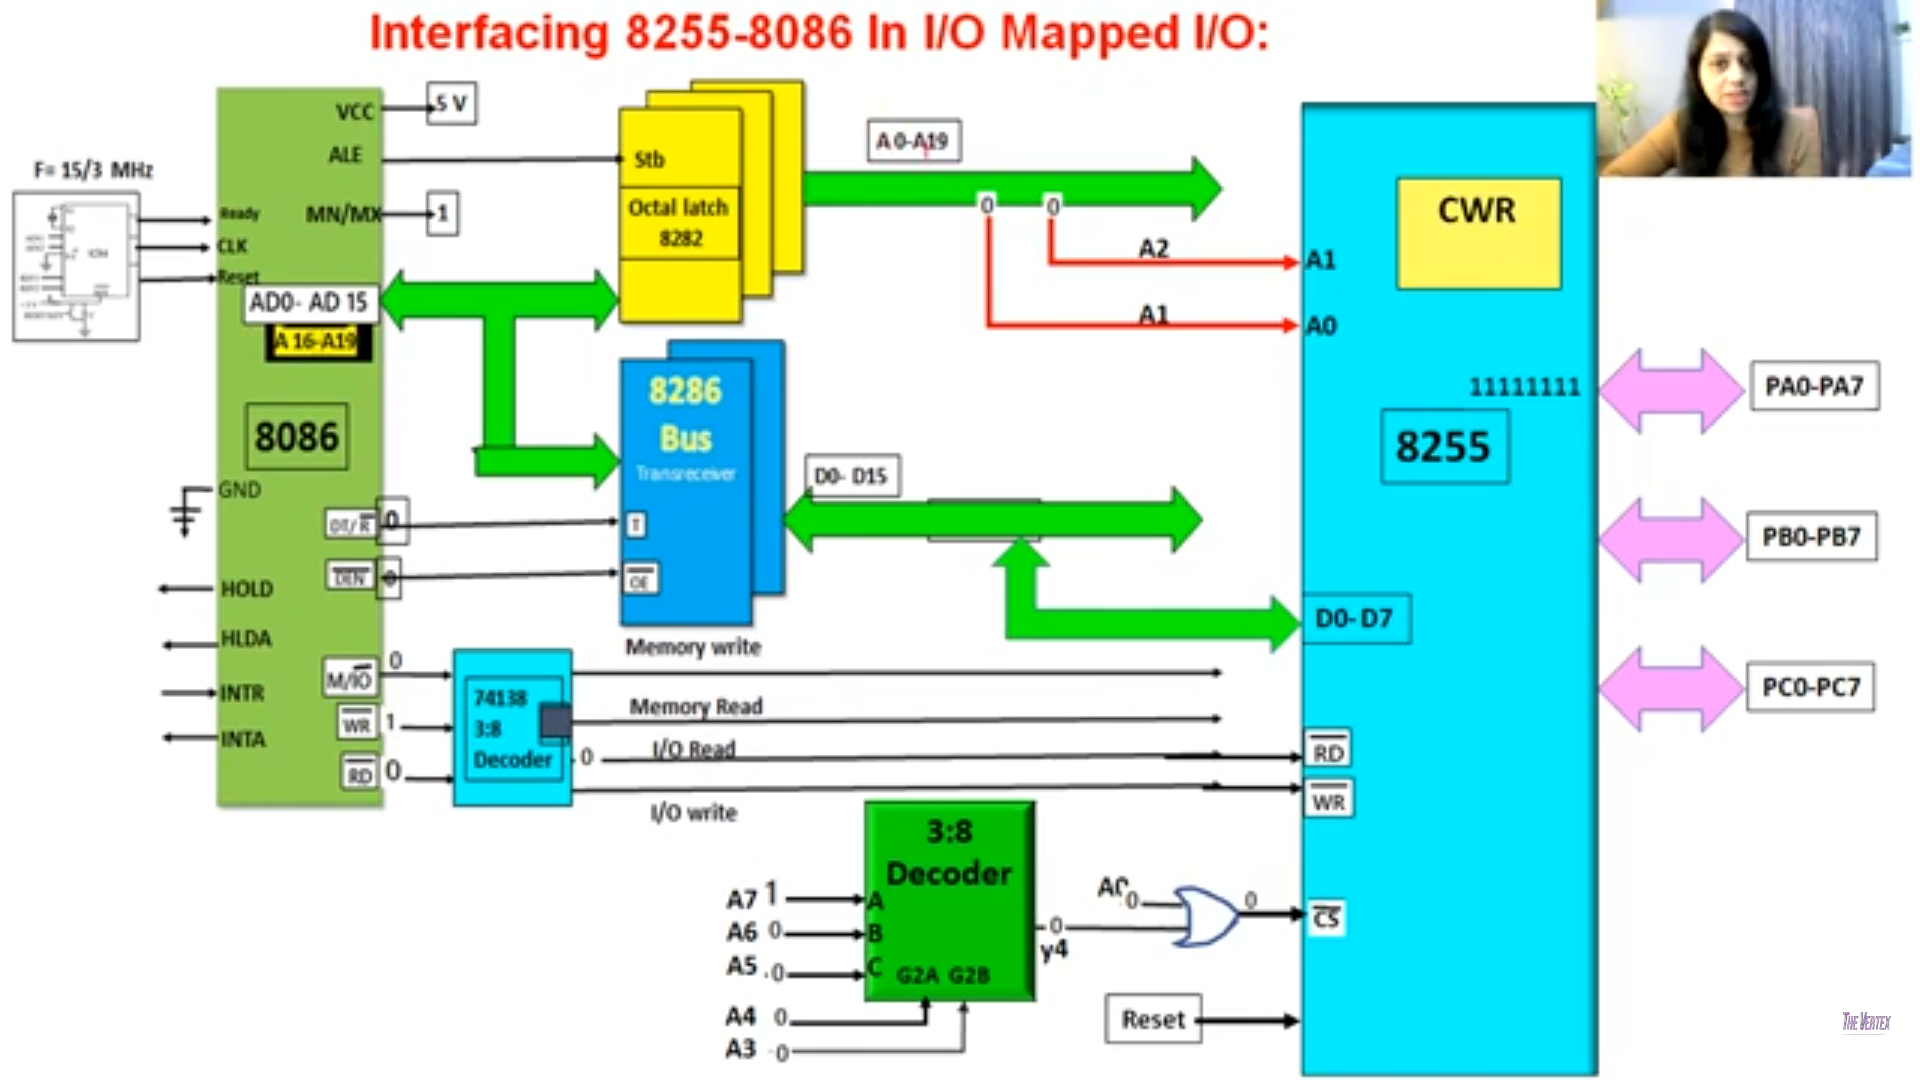 Interfacing 8255-8086 In I/O Mapped I/O:
VCC
5 V
ALE
F= 15/3 MHz
Ready
MN/MX
1
CLK
Reset
AD0- AD 15
A 16-A19
8086
GND
DT/R
0
DEN
0
HOLD
HLDA
M/IO
0
INTR
WR
1
INTA
RD
0
Stb
Octal latch
8282
8286
Bus
Transreceiver
T
OE
A 0-A19
0
0
A2
A1
D0- D15
74138
3:8
Decoder
Memory write
Memory Read
I/O Read
0
I/O write
3:8
Decoder
A7 1
A
A6 0
B
A5 0
C
G2A G2B
A4 0
A3 0
0
y4
0
0
Reset
CWR
A1
A0
11111111
8255
D0- D7
RD
WR
CS
PA0-PA7
PB0-PB7
PC0-PC7
THE VERTEX